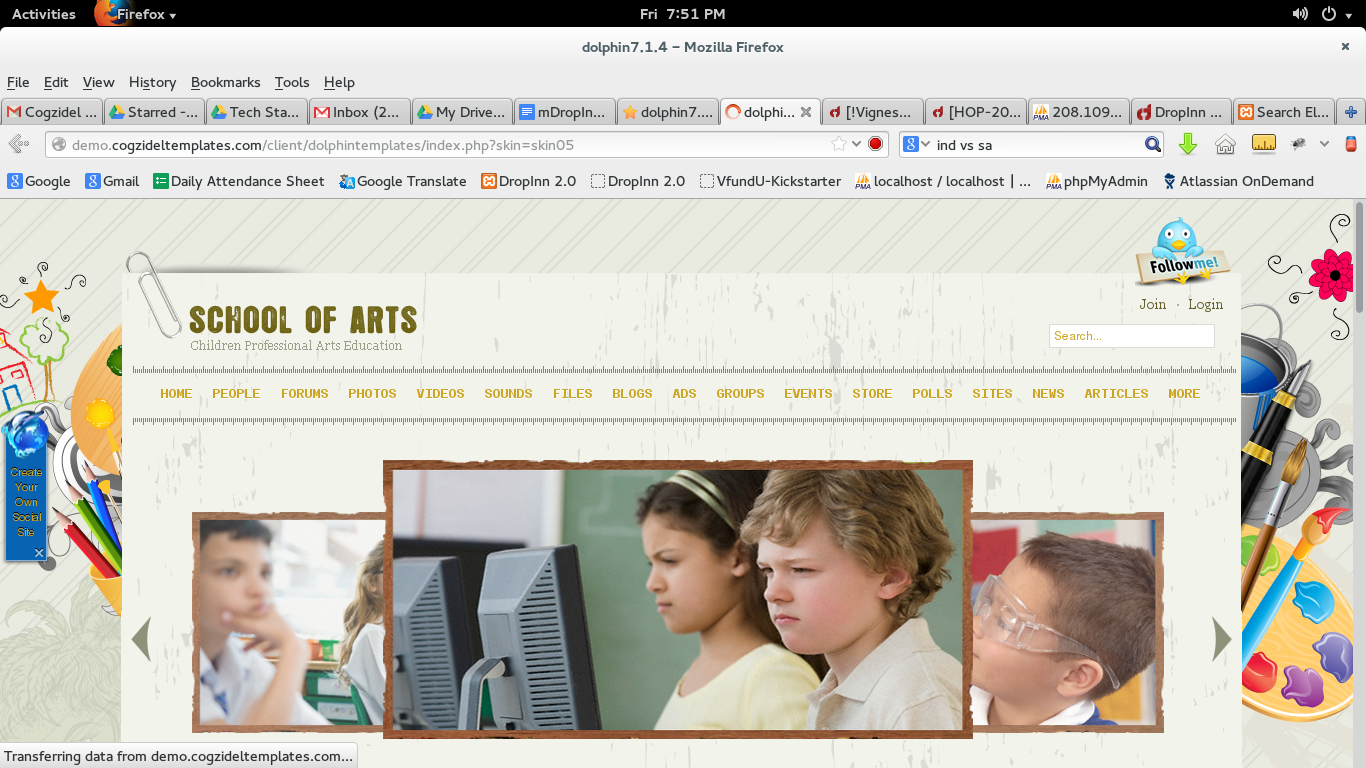 Activities Firefox Fri 7:51 PM
dolphin7.1.4 - Mozilla Firefox
File Edit View History Bookmarks Tools Help
Cogzidel ... Starred -... Tech Sta... Inbox (2... My Drive... mDropIn... dolphin7.... dolphi... [!Vignes... [HOP-20... 208.109... DropInn ... Search El...
demo.cogzideltemplates.com/client/dolphintemplates/index.php?skin=skin05 ind vs sa
Google Gmail Daily Attendance Sheet Google Translate DropInn 2.0 DropInn 2.0 VfundU-Kickstarter localhost / localhost | ... phpMyAdmin Atlassian OnDemand
Follow me!
Join · Login
SCHOOL OF ARTS
Children Professional Arts Education
Search...
HOME PEOPLE FORUMS PHOTOS VIDEOS SOUNDS FILES BLOGS ADS GROUPS EVENTS STORE POLLS SITES NEWS ARTICLES MORE
Create
Your
Own
Social
Site
Transferring data from demo.cogzideltemplates.com...